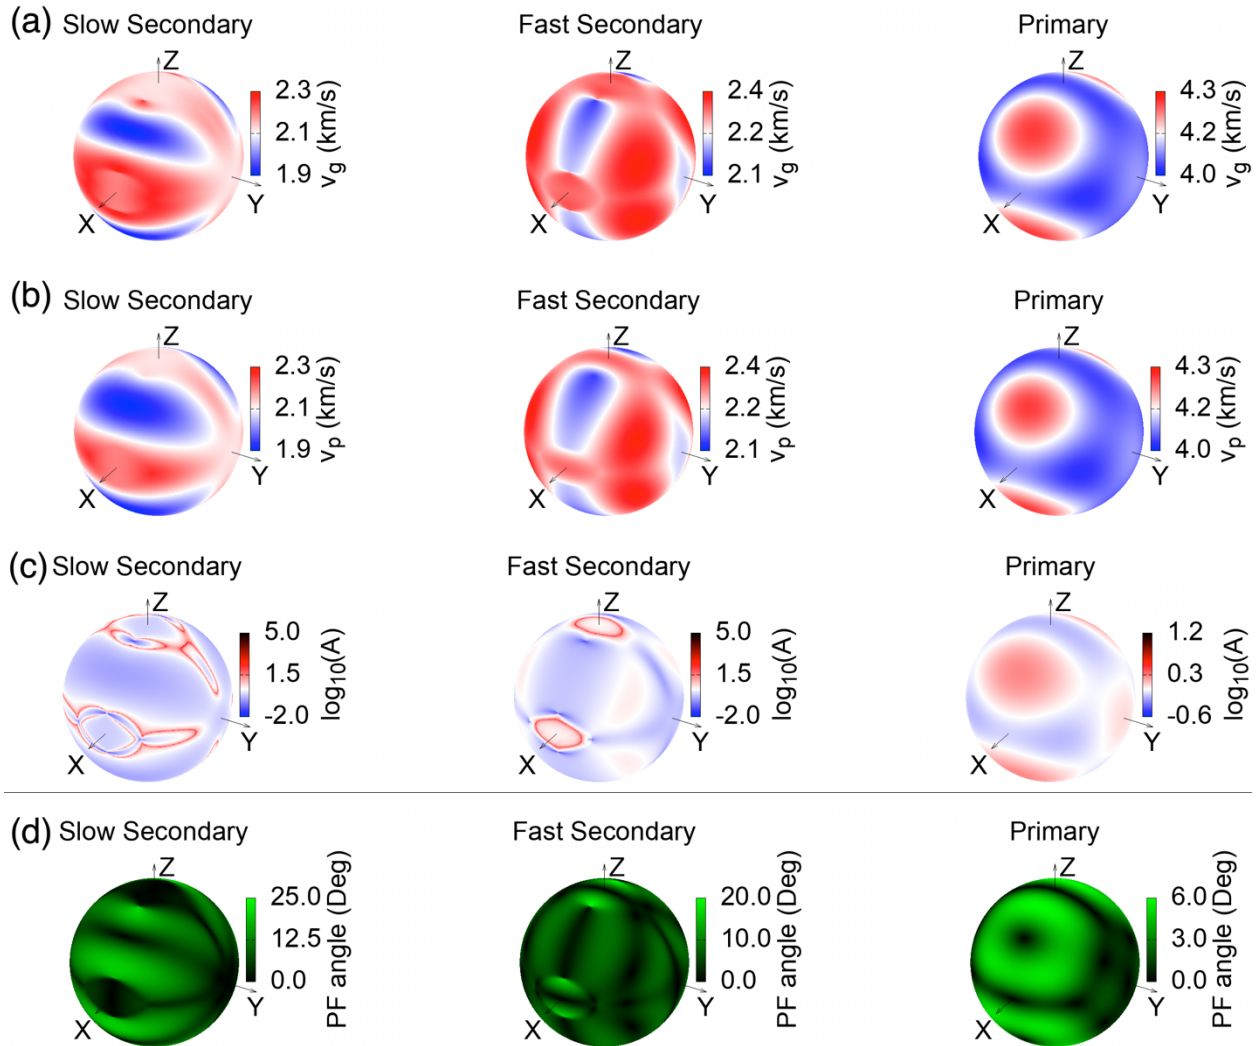 (a) Slow Secondary Fast Secondary Primary
Z Z Z
2.3 2.4 4.3
2.1 2.2 4.2
1.9 2.1 4.0
vg (km/s) vg (km/s) vg (km/s)
X Y X Y X Y
(b) Slow Secondary Fast Secondary Primary
Z Z Z
2.3 2.4 4.3
2.1 2.2 4.2
1.9 2.1 4.0
vp (km/s) vp (km/s) vp (km/s)
X Y X Y X Y
(c) Slow Secondary Fast Secondary Primary
Z Z Z
5.0 5.0 1.2
1.5 1.5 0.3
-2.0 -2.0 -0.6
log10(A) log10(A) log10(A)
X Y X Y X Y
(d) Slow Secondary Fast Secondary Primary
Z Z Z
25.0 20.0 6.0
12.5 10.0 3.0
0.0 0.0 0.0
PF angle (Deg) PF angle (Deg) PF angle (Deg)
X Y X Y X Y